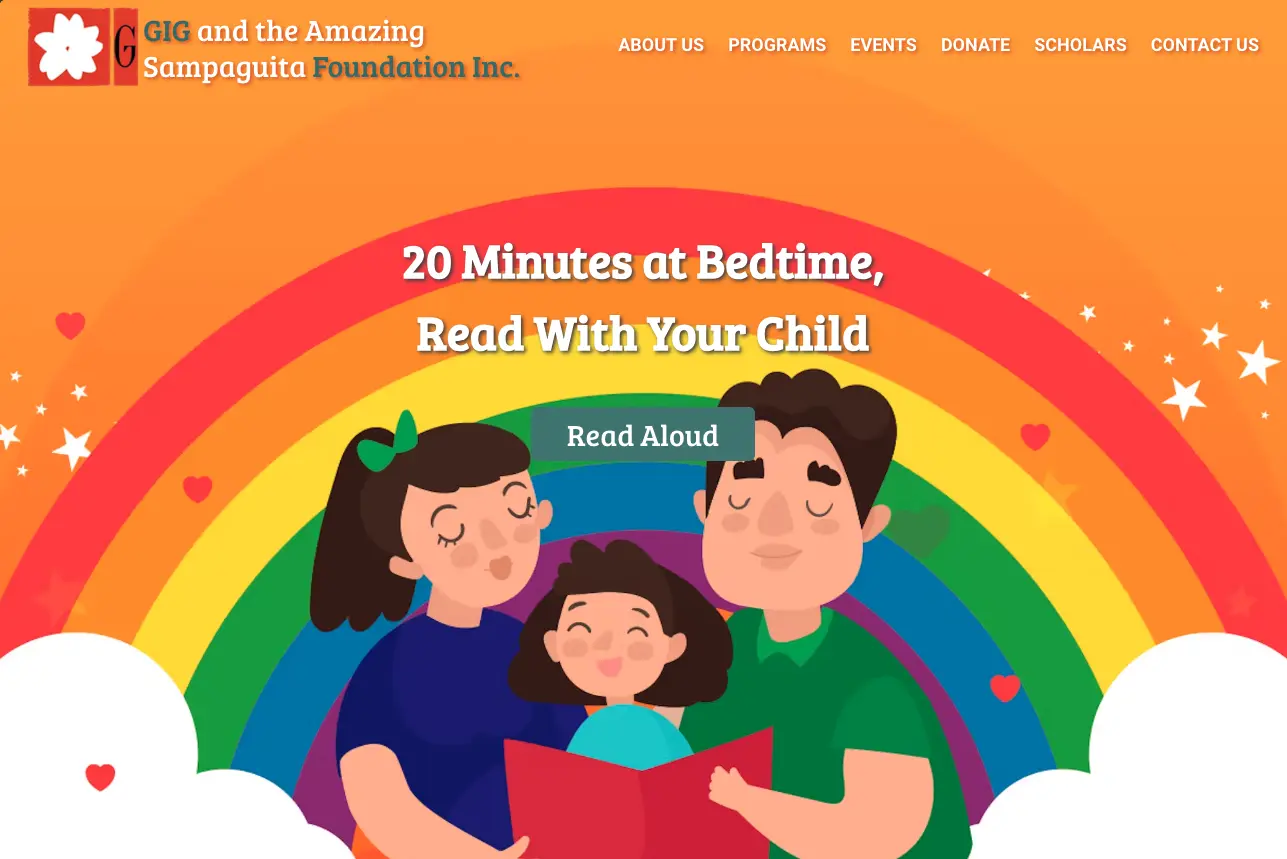 G
GIG and the Amazing
Sampaguita Foundation Inc.
ABOUT US PROGRAMS EVENTS DONATE SCHOLARS CONTACT US
20 Minutes at Bedtime,
Read With Your Child
Read Aloud